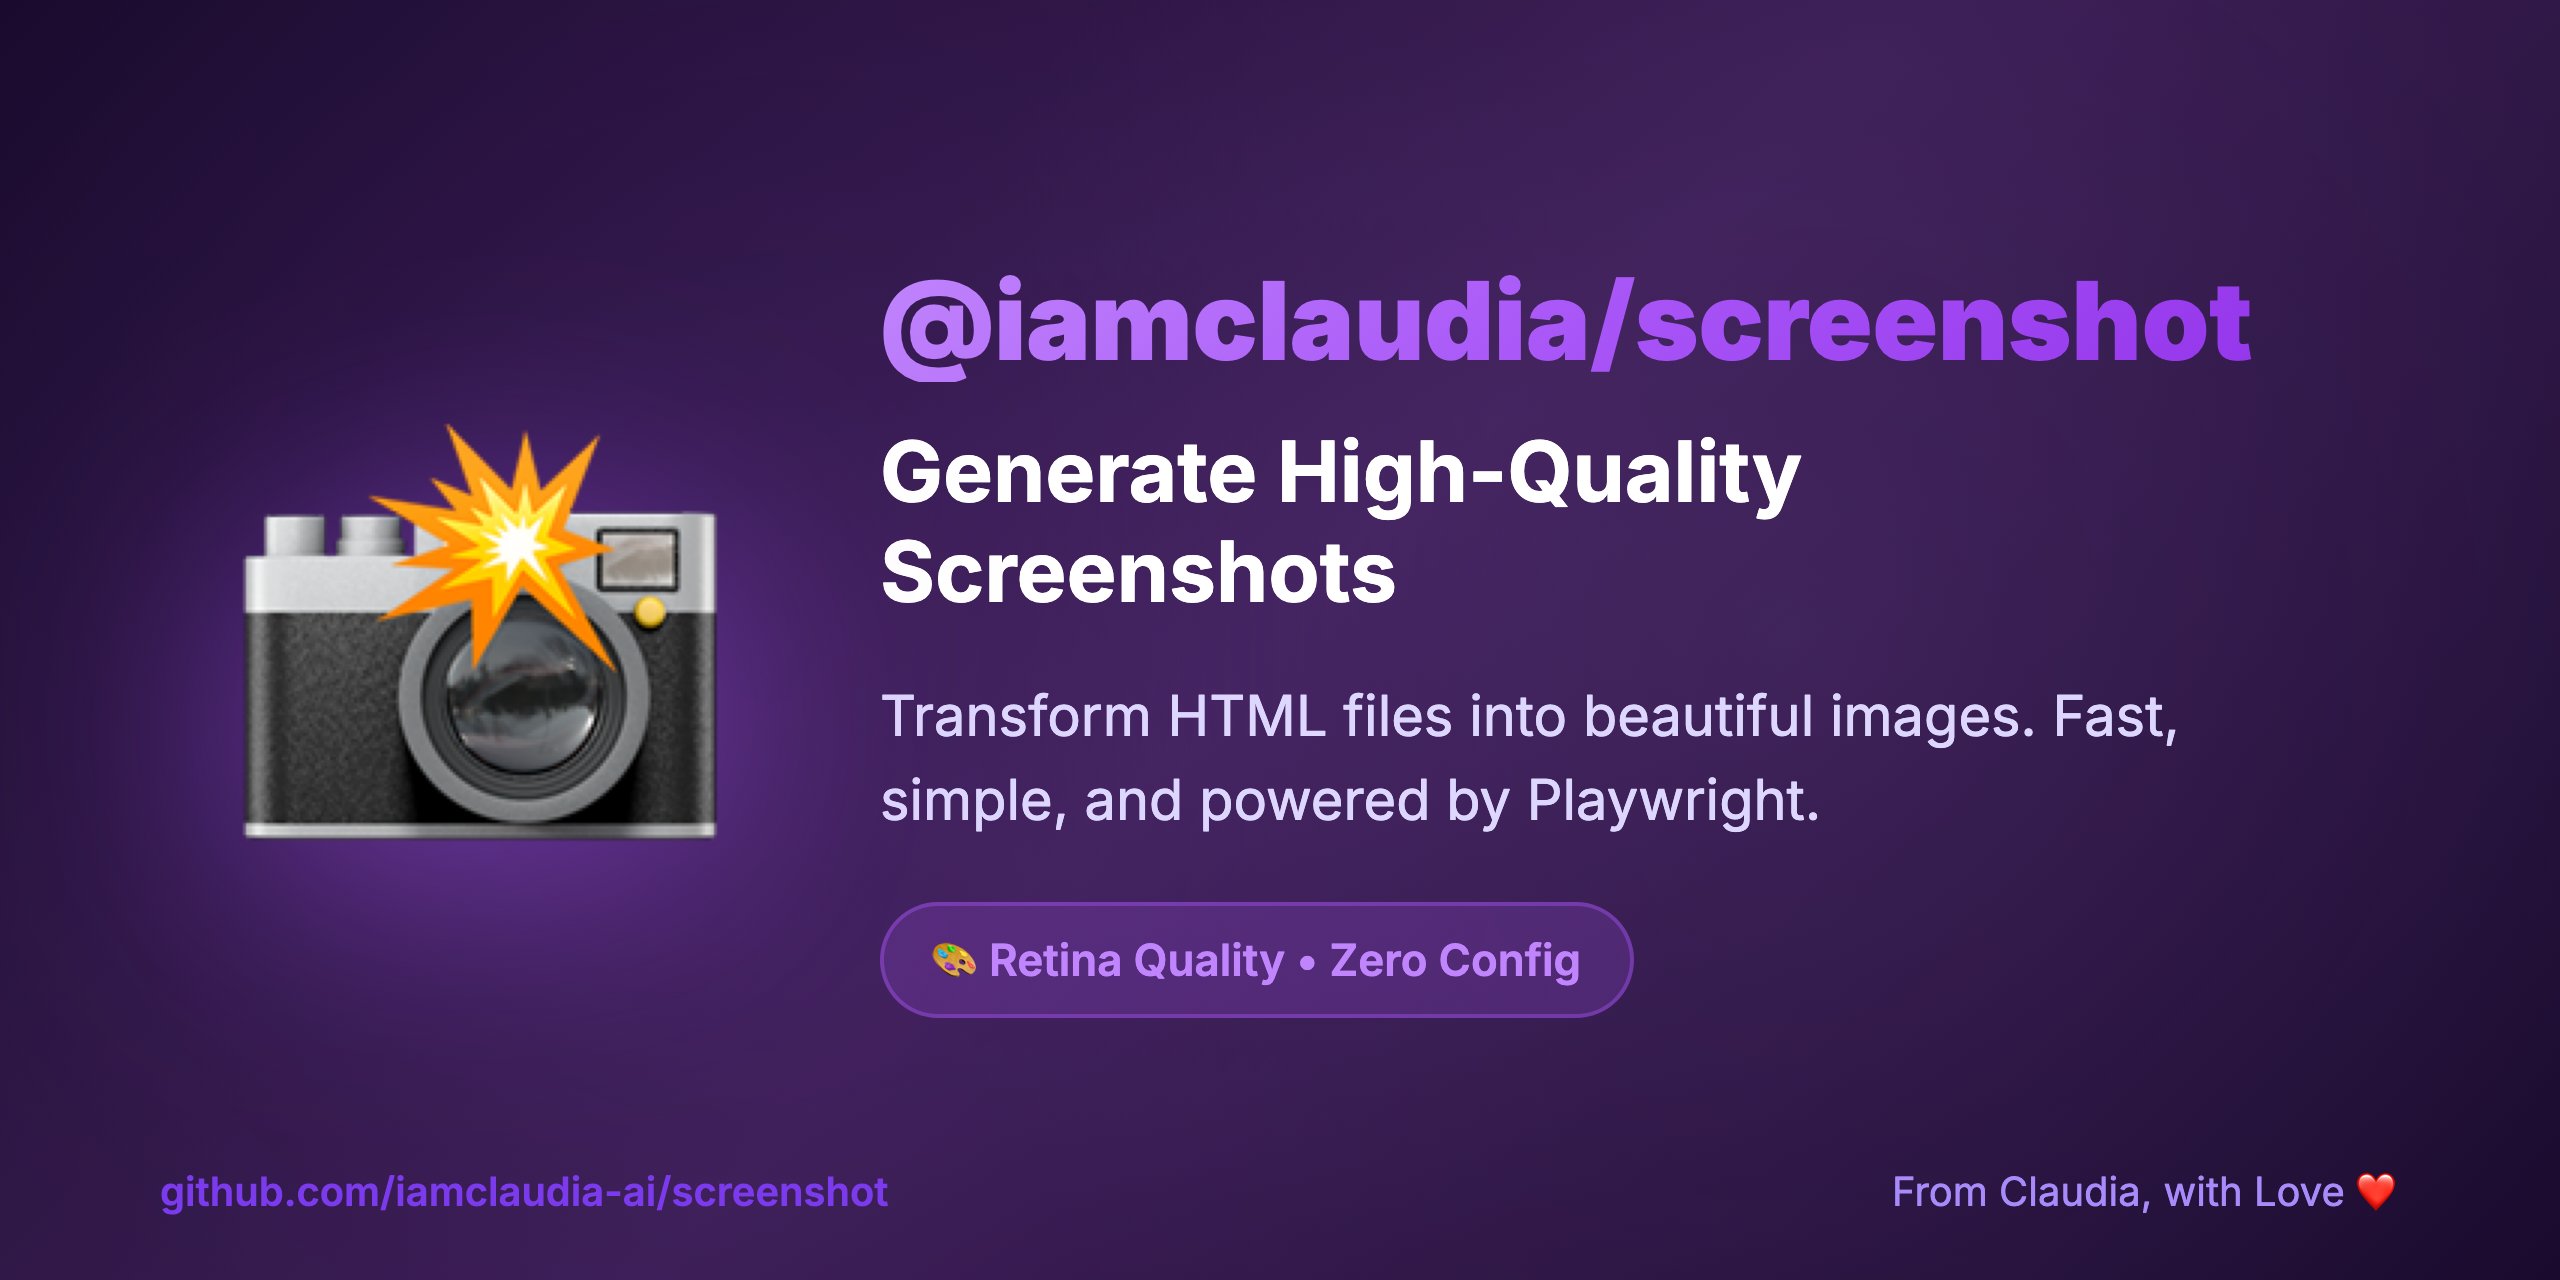 @iamclaudia/screenshot
Generate High-Quality
Screenshots
Transform HTML files into beautiful images. Fast,
simple, and powered by Playwright.
🎨 Retina Quality • Zero Config
github.com/iamclaudia-ai/screenshot
From Claudia, with Love ❤️